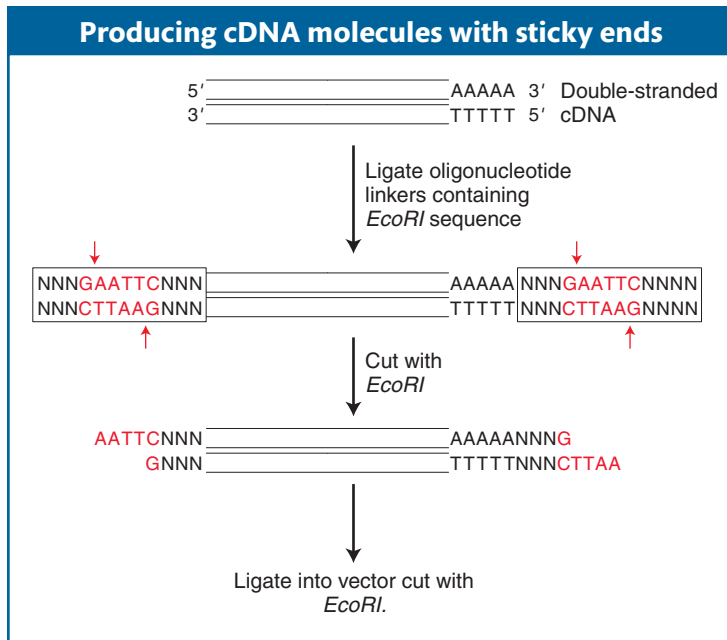 Producing cDNA molecules with sticky ends
5′ AAAAA 3′ Double-stranded
3′ TTTTT 5′ cDNA
Ligate oligonucleotide
linkers containing
EcoRI sequence
NNNGAATTCNNN AAAAA NNNGAATTCNNNN
NNNCTTAAGNNN TTTTT NNNCTTAAGNNNN
Cut with
EcoRI
AATTCNNN AAAAANNNG
GNNN TTTTTNNNCTTAA
Ligate into vector cut with
EcoRI.